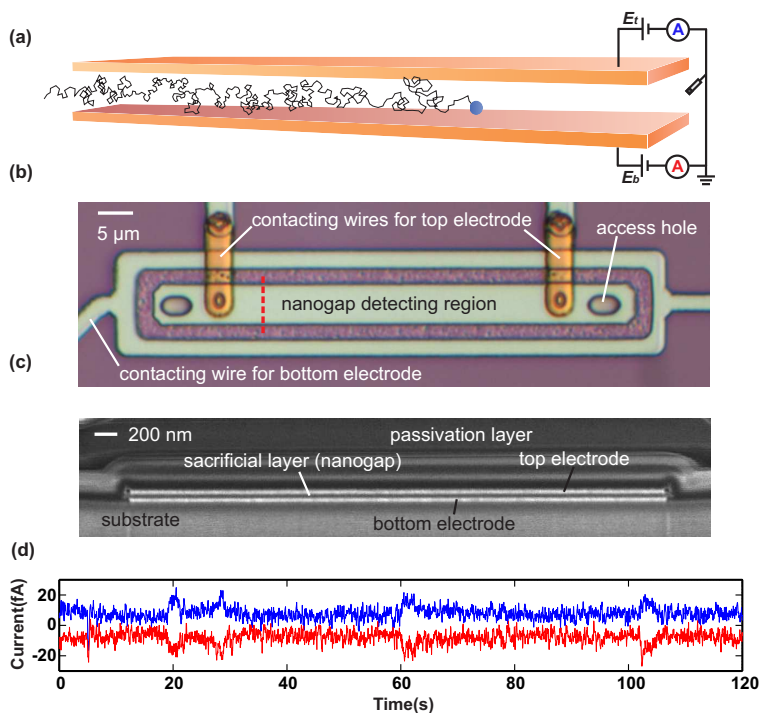 (a)
E_t
A
E_b
A
(b)
5 µm
contacting wires for top electrode
access hole
nanogap detecting region
(c)
contacting wire for bottom electrode
200 nm
passivation layer
sacrificial layer (nanogap)
top electrode
substrate
bottom electrode
(d)
Current(fA)
20
0
-20
0
20
40
60
80
100
120
Time(s)